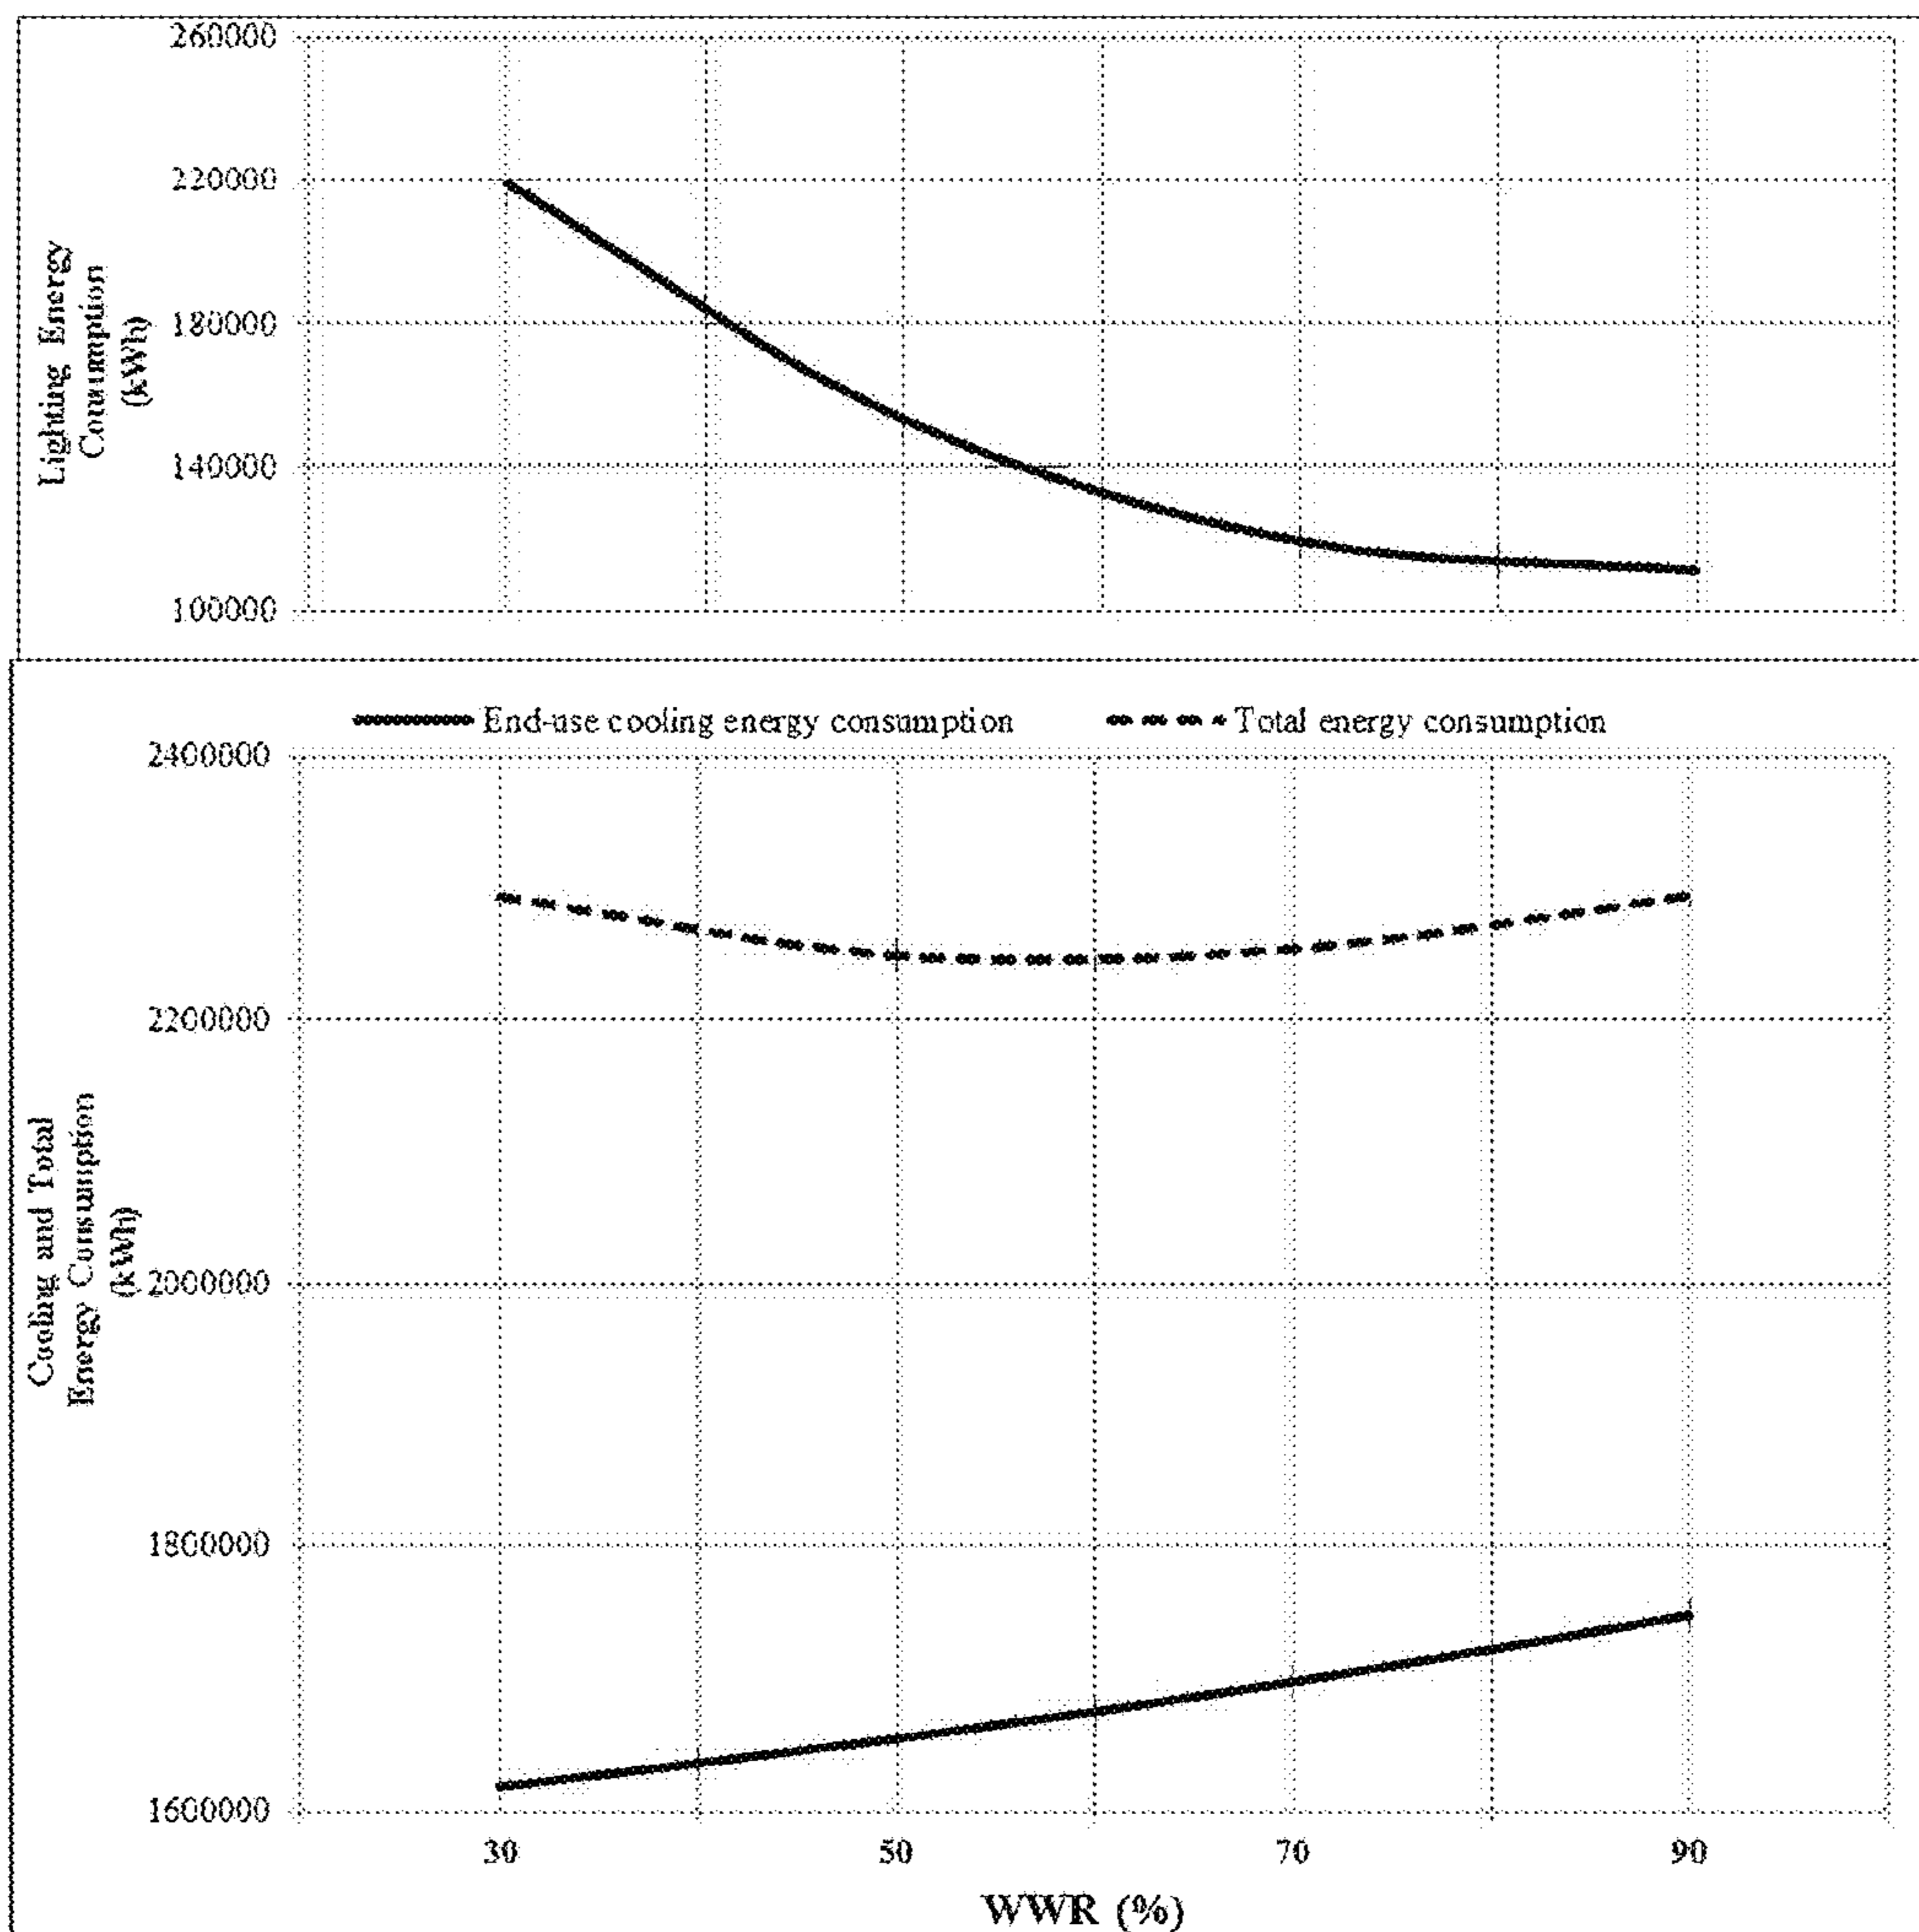 260000
220000
180000
140000
100000
Lighting Energy
Consumption
(kWh)
End-use cooling energy consumption
Total energy consumption
2400000
2200000
2000000
1800000
1600000
Cooling and Total
Energy Consumption
(kWh)
30
50
70
90
WWR (%)